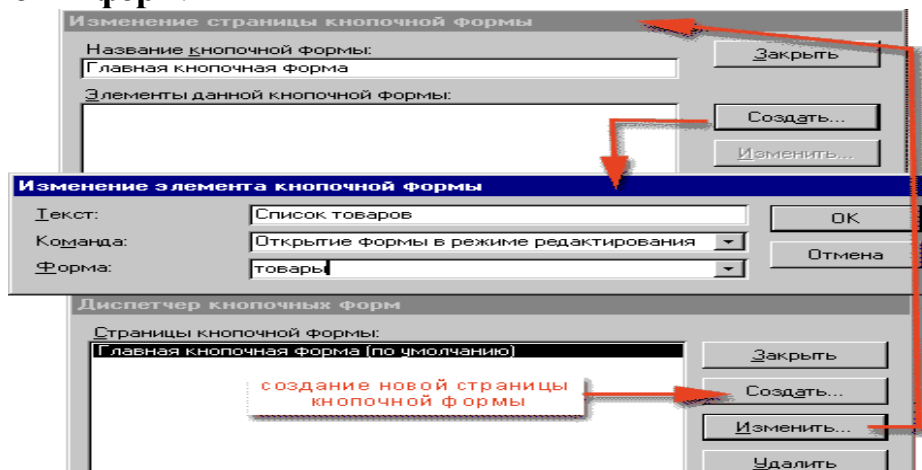 Изменение страницы кнопочной формы
Название кнопочной формы:
Главная кнопочная форма
Закрыть
Элементы данной кнопочной формы:
Создать...
Изменить...
Изменение элемента кнопочной формы
Текст:
Список товаров
OK
Команда:
Открытие формы в режиме редактирования
Отмена
Форма:
товары
Диспетчер кнопочных форм
Страницы кнопочной формы:
Главная кнопочная форма (по умолчанию)
Закрыть
создание новой страницы
кнопочной формы
Создать...
Изменить...
Удалить